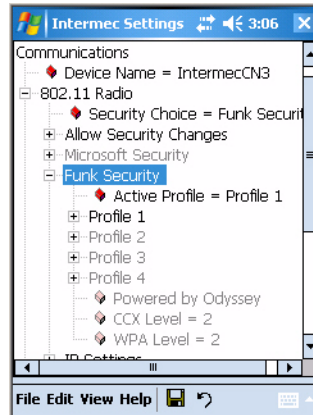 Intermec Settings 3:06
Communications
Device Name = IntermecCN3
802.11 Radio
Security Choice = Funk Securit
Allow Security Changes
Microsoft Security
Funk Security
Active Profile = Profile 1
Profile 1
Profile 2
Profile 3
Profile 4
Powered by Odyssey
CCX Level = 2
WPA Level = 2
IP Settings
File Edit View Help